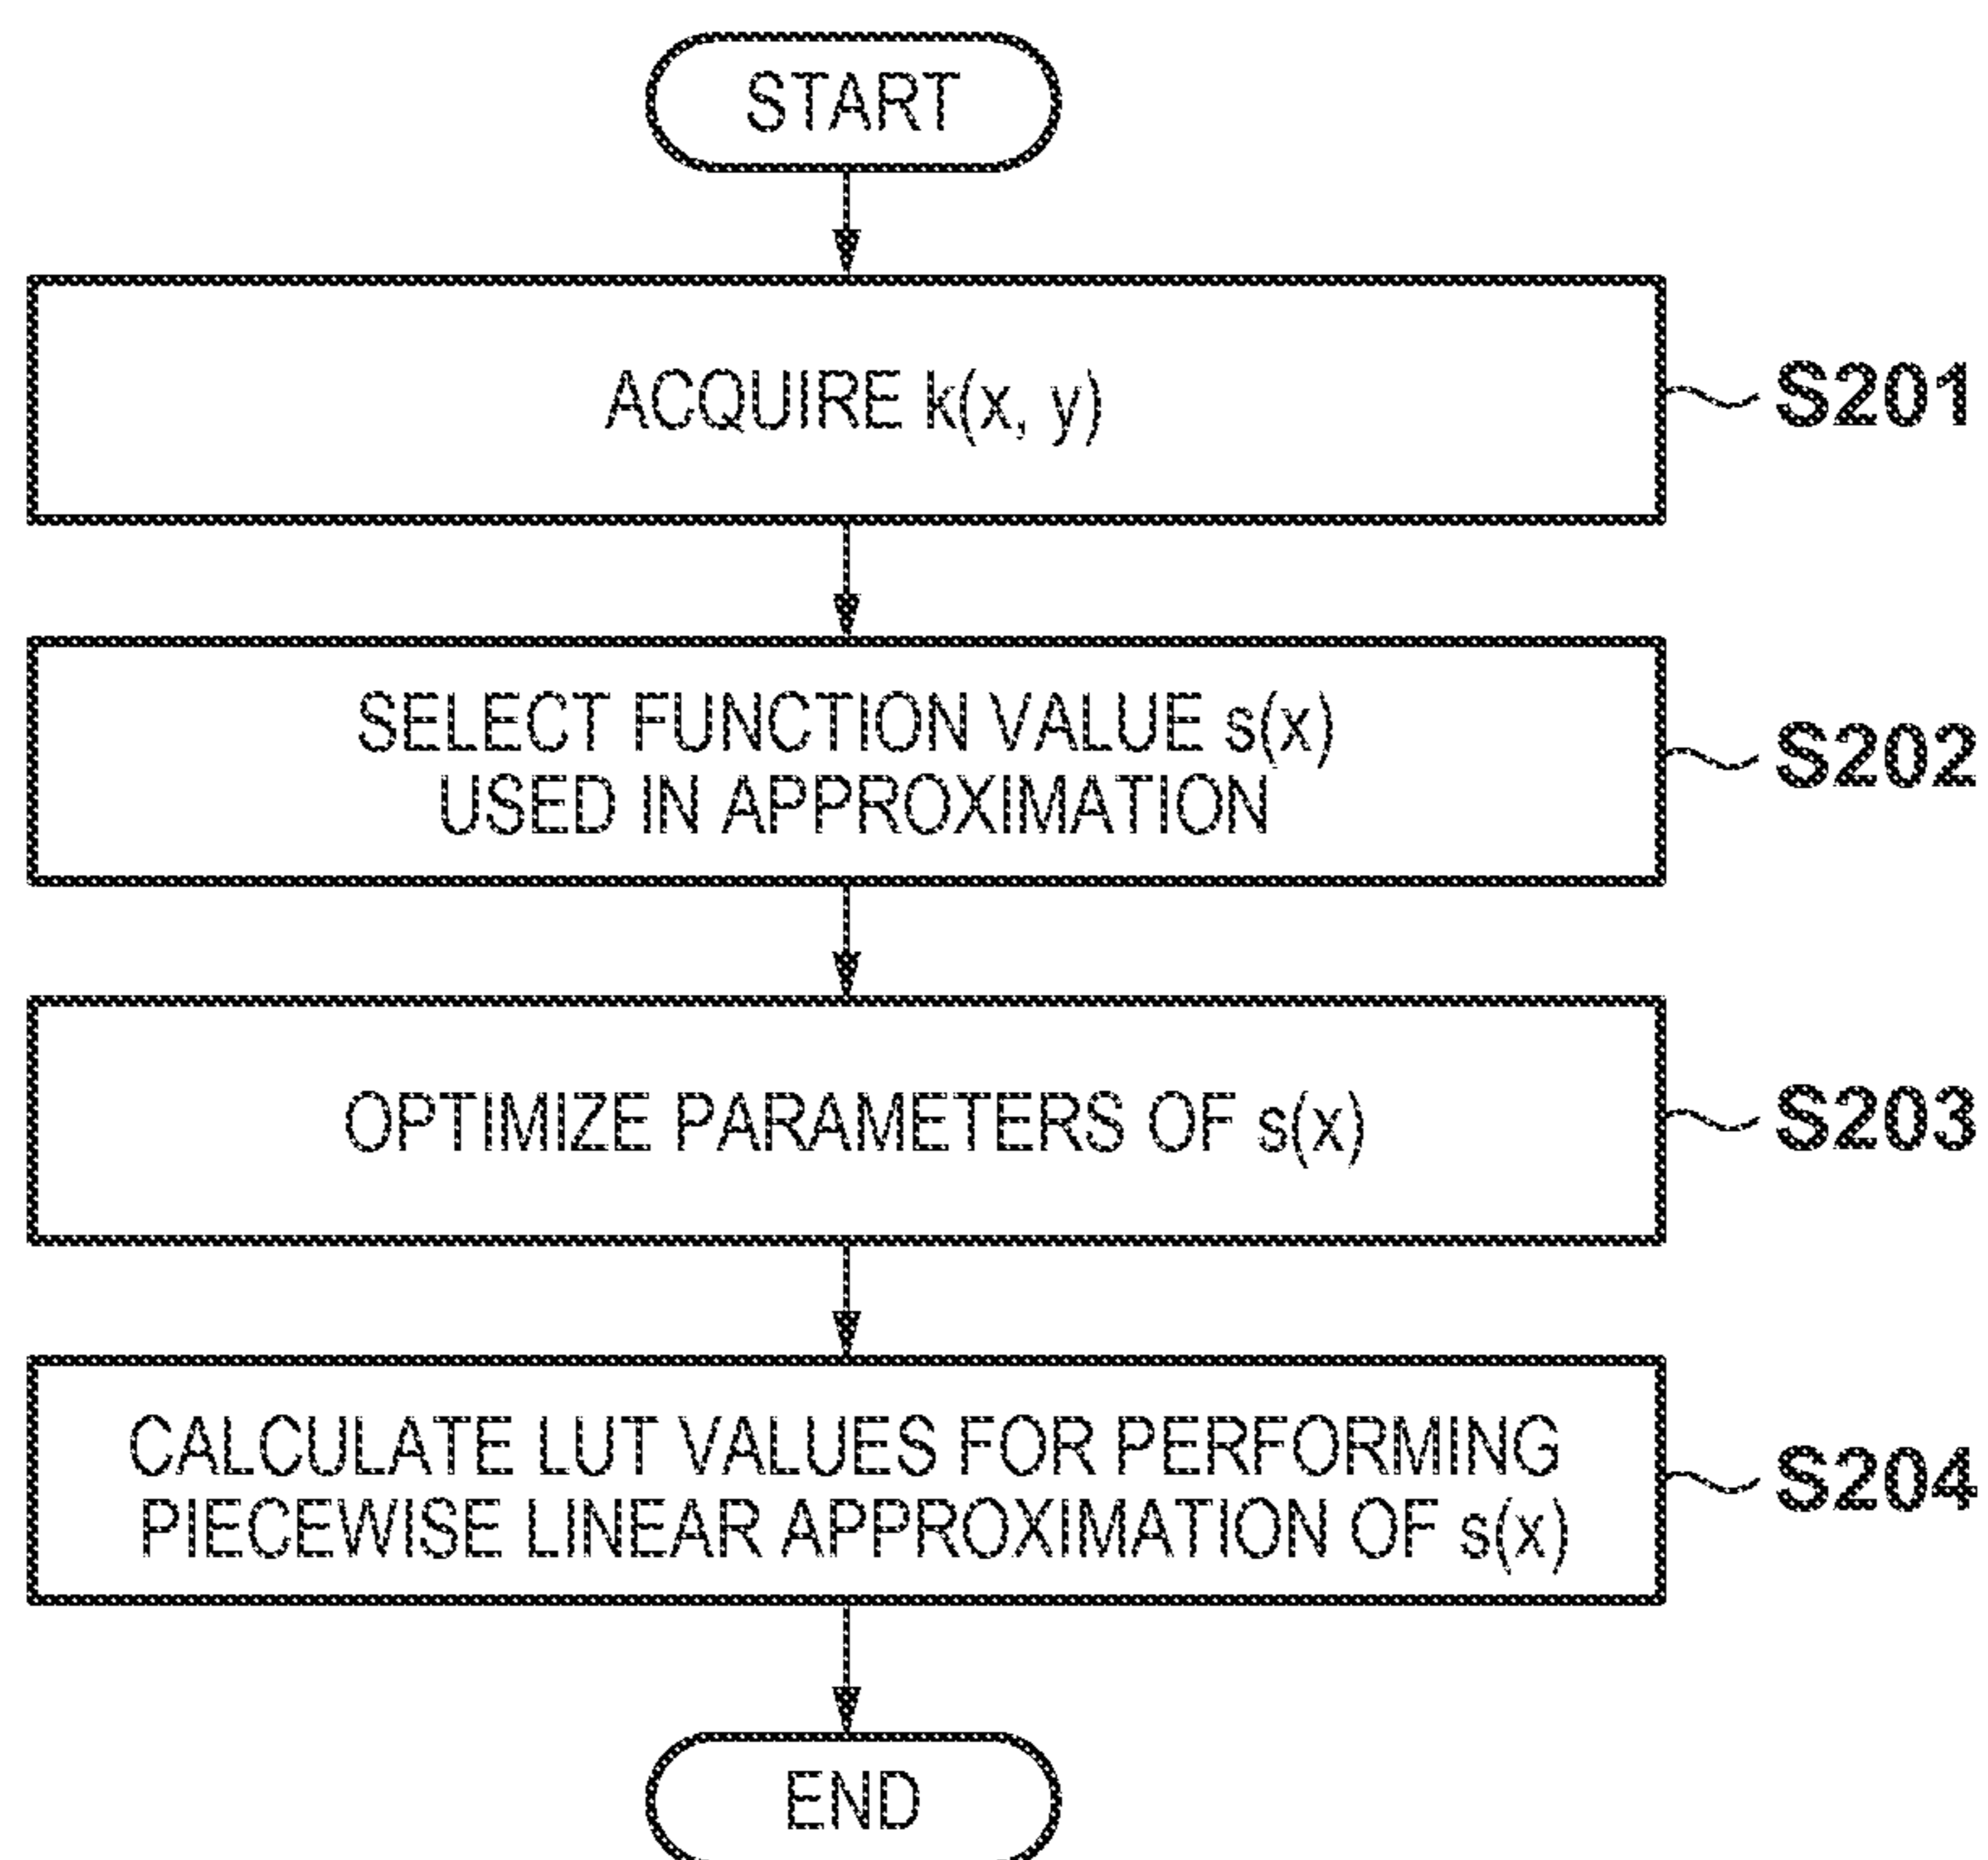 START
ACQUIRE k(x, y)
S201
SELECT FUNCTION VALUE s(x)
USED IN APPROXIMATION
S202
OPTIMIZE PARAMETERS OF s(x)
S203
CALCULATE LUT VALUES FOR PERFORMING
PIECEWISE LINEAR APPROXIMATION OF s(x)
S204
END